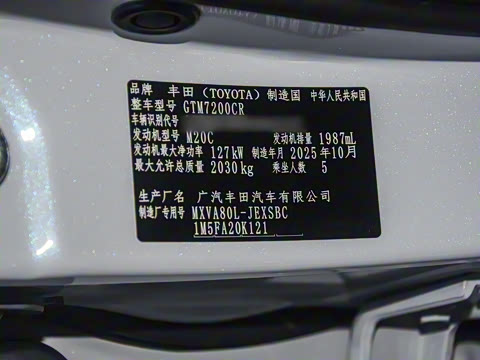 品牌 丰田(TOYOTA) 制造国 中华人民共和国
整车型号 GTM7200CR
车辆识别代号
发动机型号 M20C 发动机排量 1987mL
发动机最大净功率 127kW 制造年月 2025年10月
最大允许总质量 2030kg 乘坐人数 5
生产厂 广汽丰田汽车有限公司
制造厂专用号 MXVA80L-JEXSBC
1M5FA20K121